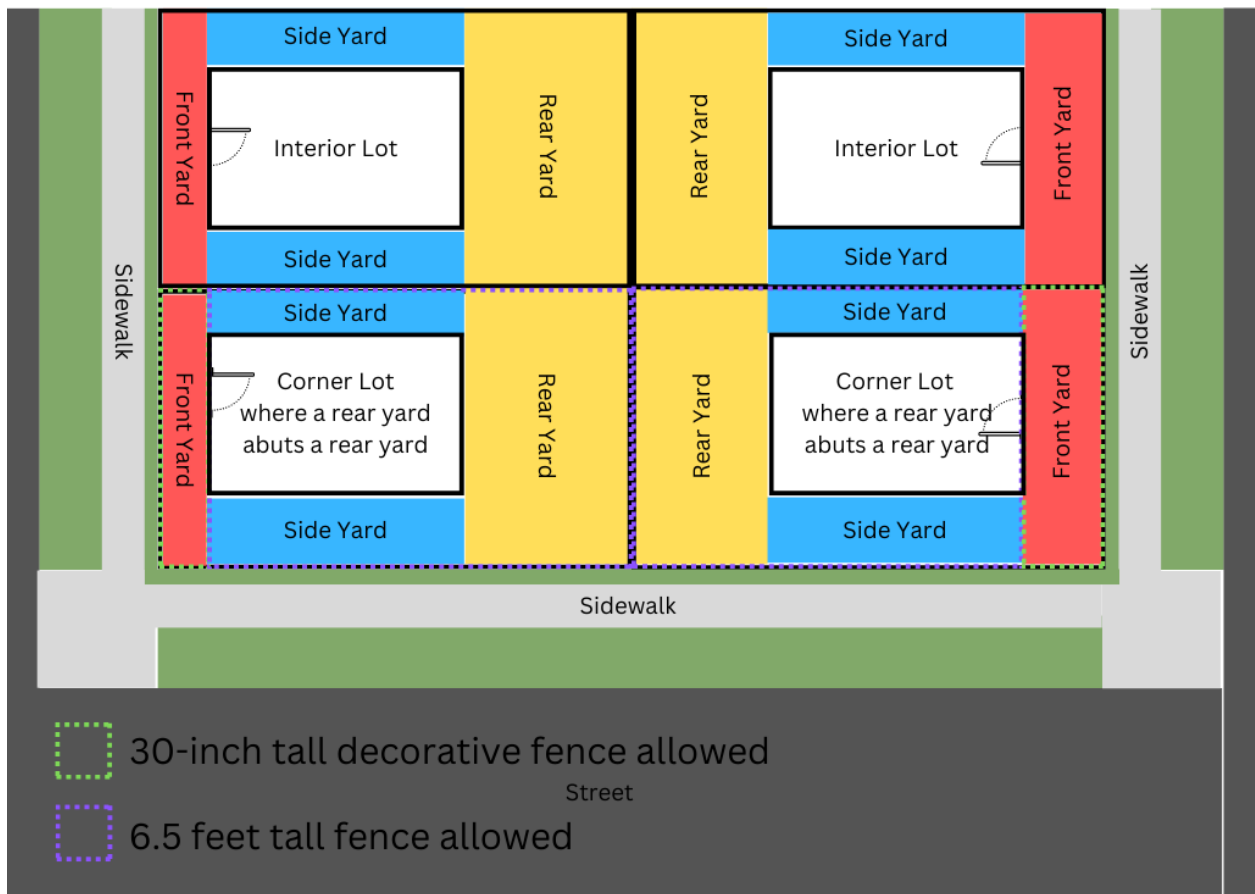 Side Yard
Side Yard
Front Yard
Interior Lot
Rear Yard
Rear Yard
Interior Lot
Front Yard
Side Yard
Side Yard
Sidewalk
Side Yard
Side Yard
Sidewalk
Front Yard
Corner Lot
where a rear yard
abuts a rear yard
Rear Yard
Rear Yard
Corner Lot
where a rear yard
abuts a rear yard
Front Yard
Side Yard
Side Yard
Sidewalk
30-inch tall decorative fence allowed
Street
6.5 feet tall fence allowed